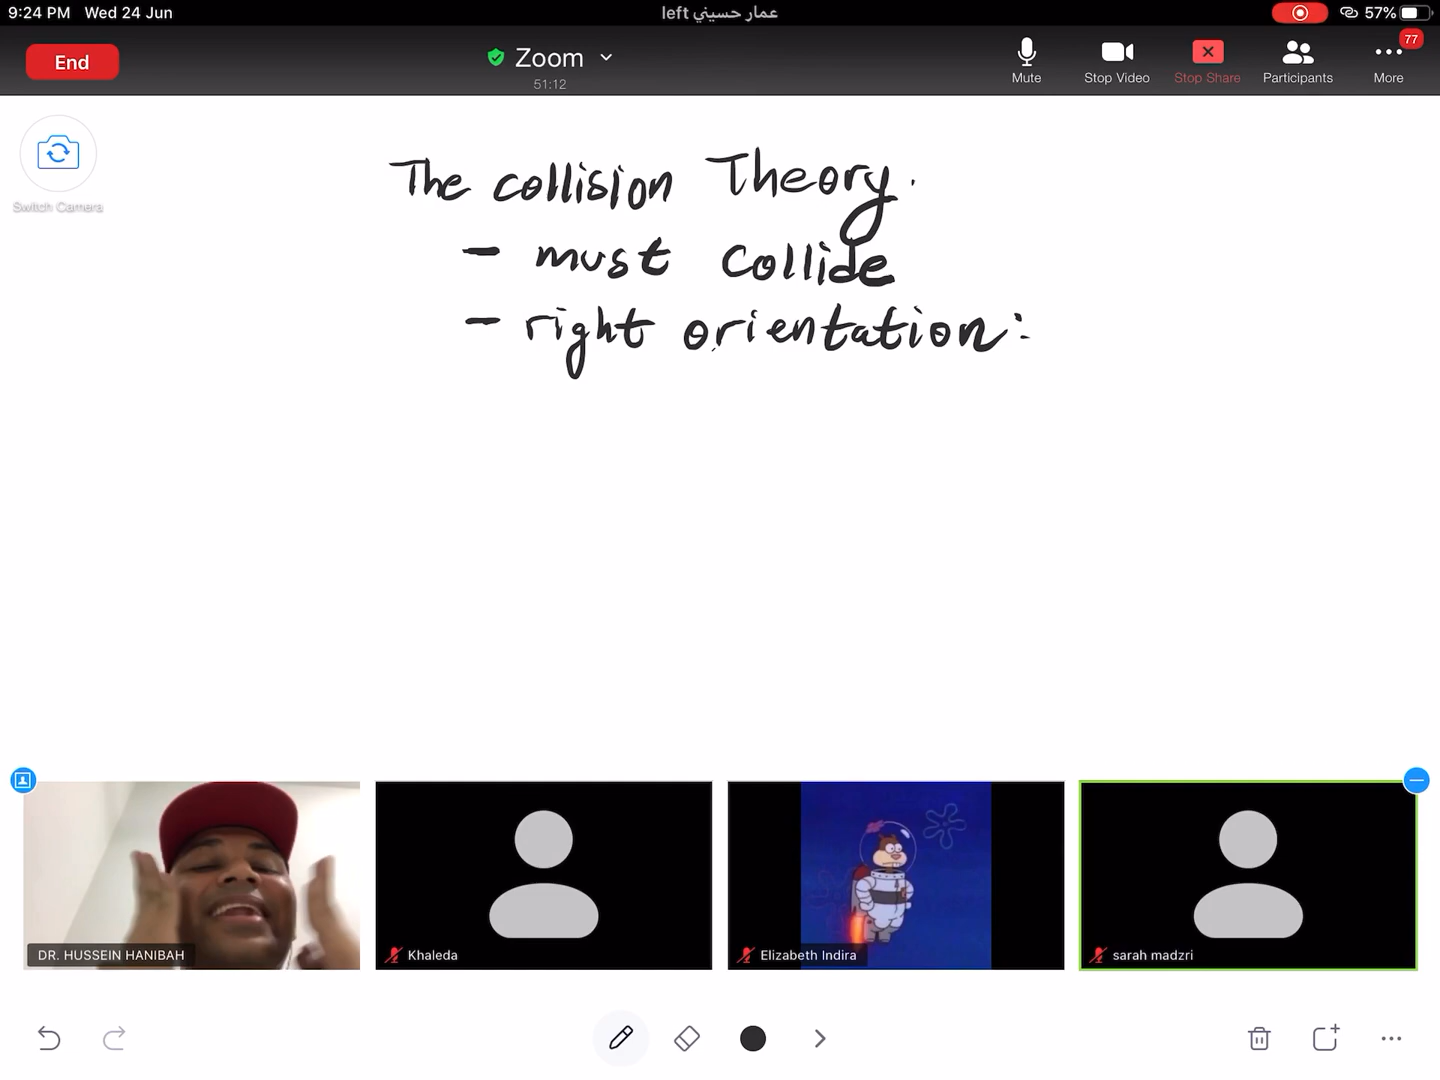 9:24 PM Wed 24 Jun
عمار حسيني left
57%
End
Zoom
51:12
Mute
Stop Video
Stop Share
Participants
77
More
Switch Camera
The collision Theory.
- must collide
- right orientation:
DR. HUSSEIN HANIBAH
Khaleda
Elizabeth Indira
sarah madzri